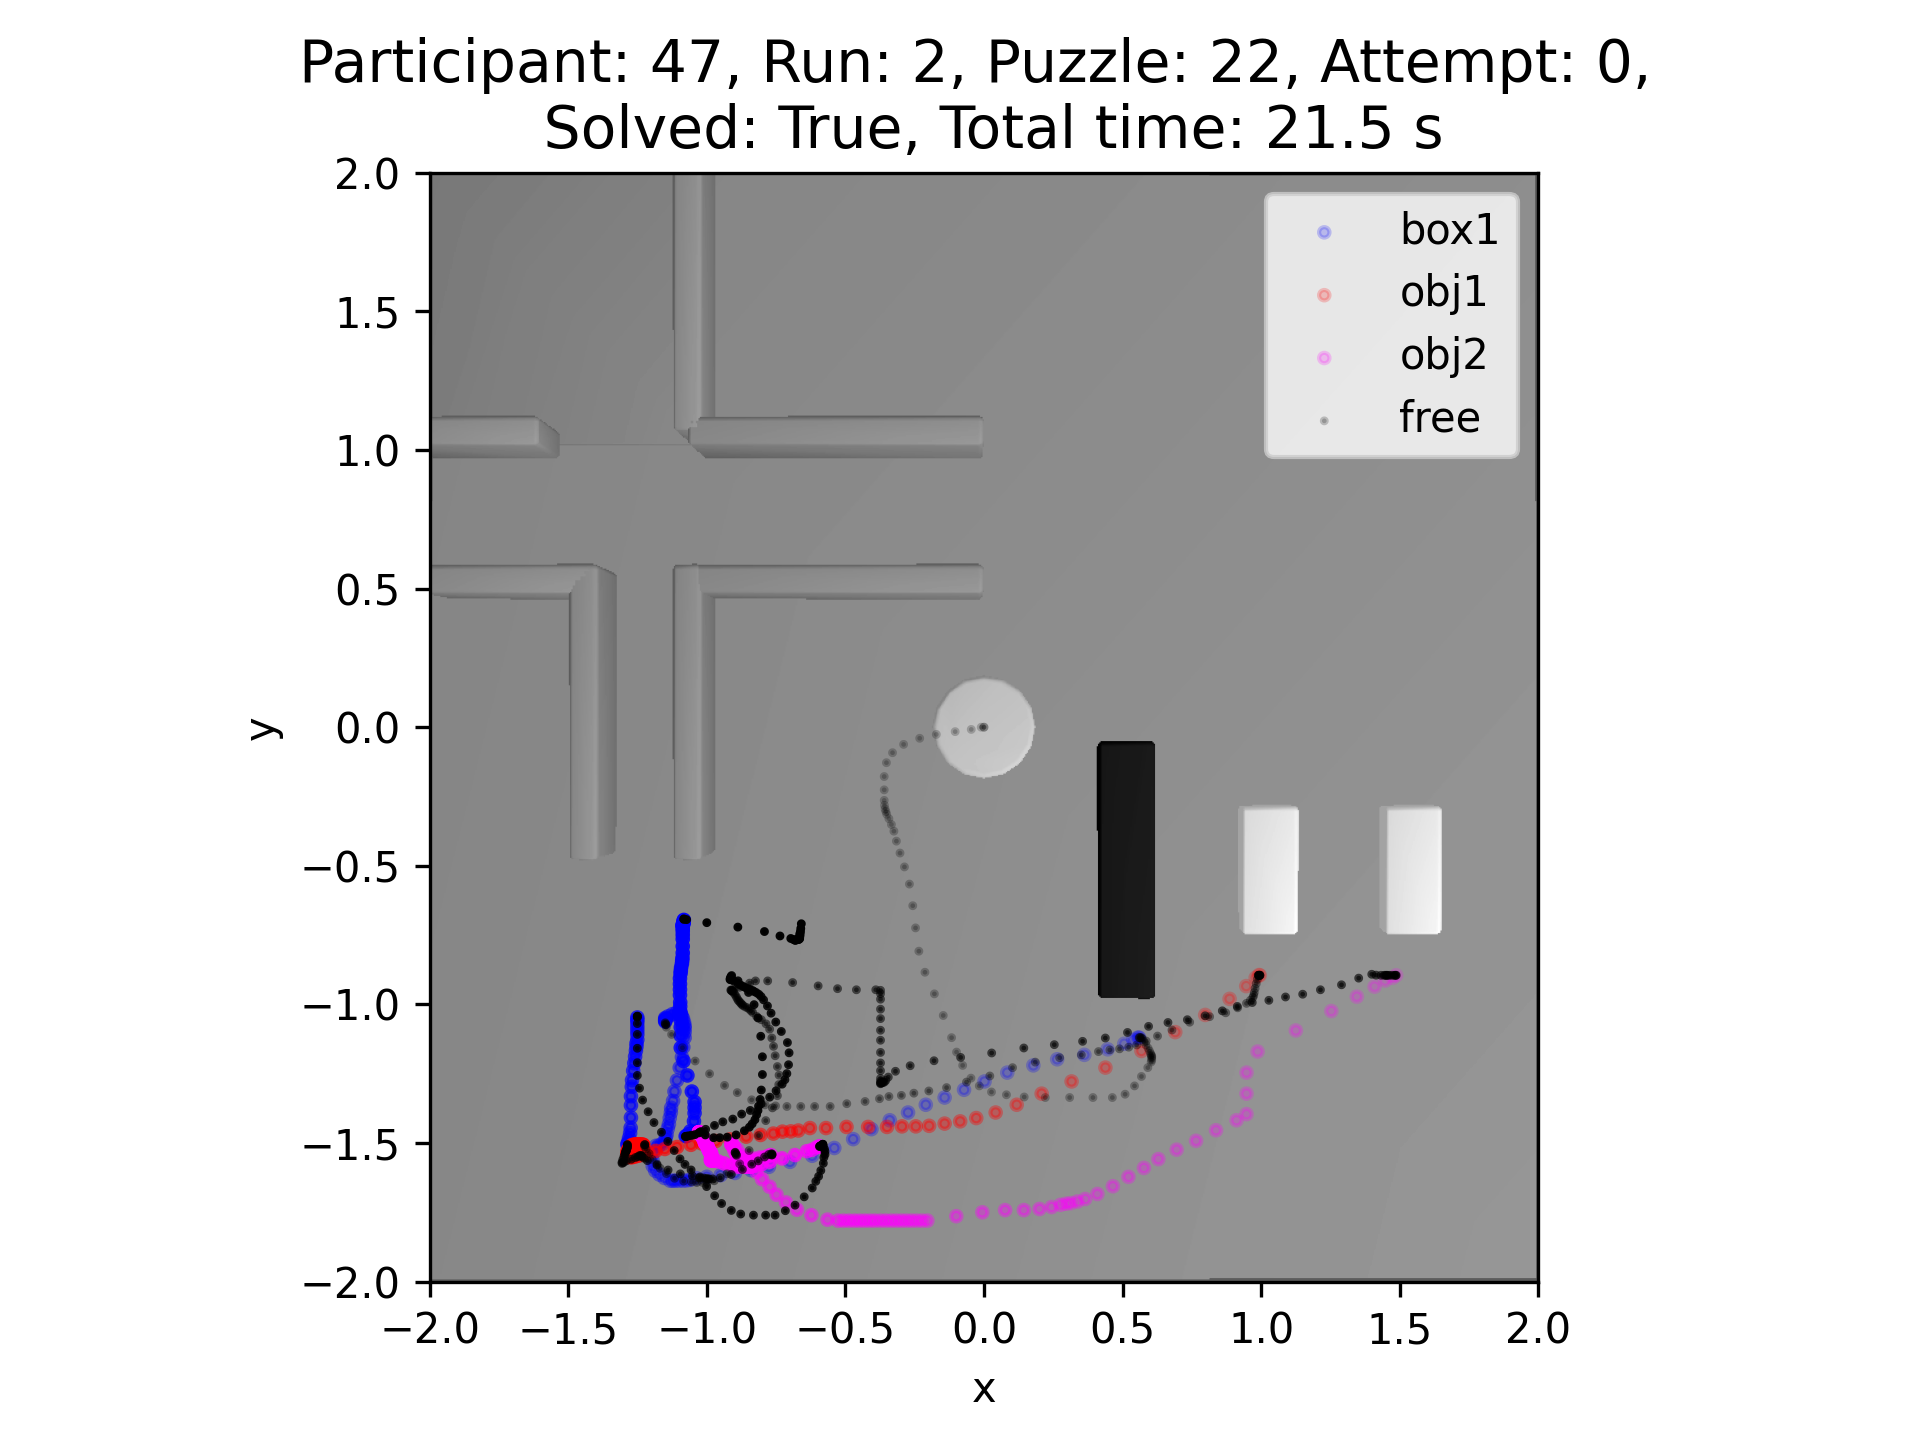 Participant: 47, Run: 2, Puzzle: 22, Attempt: 0,
Solved: True, Total time: 21.5 s
2.0
1.5
1.0
0.5
0.0
−0.5
−1.0
−1.5
−2.0
y
box1
obj1
obj2
free
−2.0 −1.5 −1.0 −0.5 0.0 0.5 1.0 1.5 2.0
x